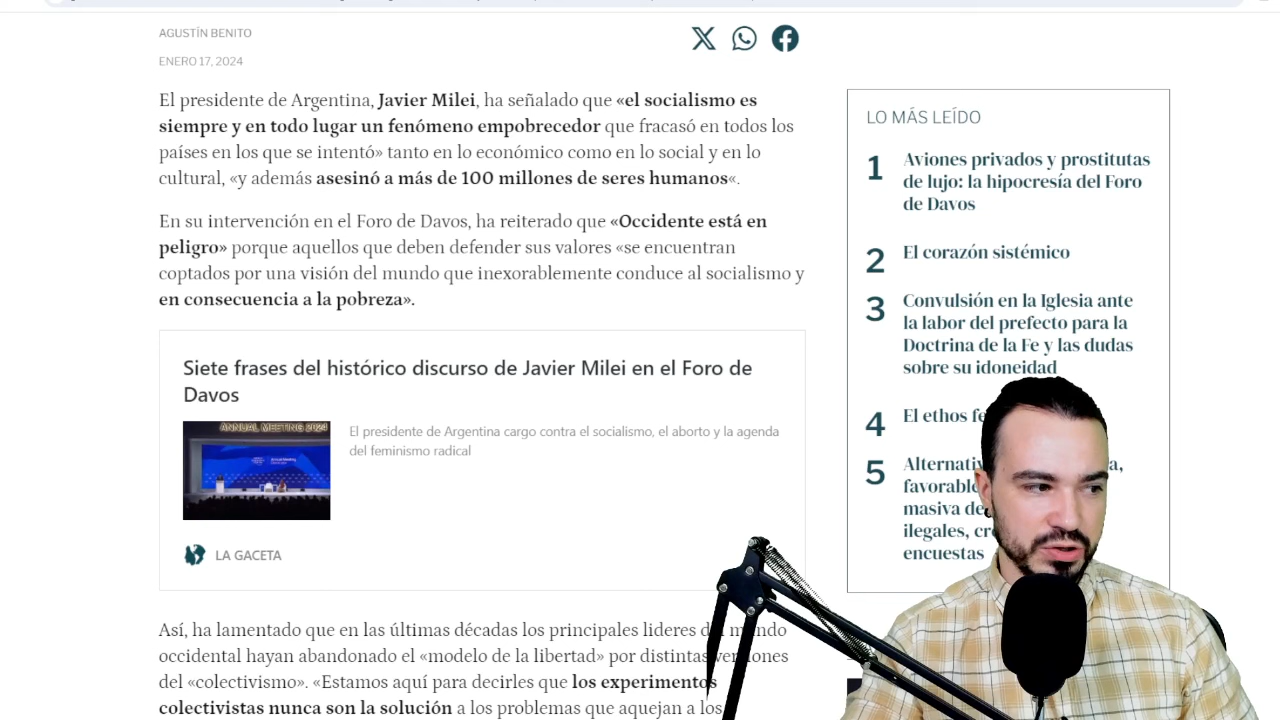 AGUSTÍN BENITO
ENERO 17, 2024
El presidente de Argentina, Javier Milei, ha señalado que «el socialismo es
siempre y en todo lugar un fenómeno empobrecedor que fracasó en todos los
países en los que se intentó» tanto en lo económico como en lo social y en lo
cultural, «y además asesinó a más de 100 millones de seres humanos«.
En su intervención en el Foro de Davos, ha reiterado que «Occidente está en
peligro» porque aquellos que deben defender sus valores «se encuentran
coptados por una visión del mundo que inexorablemente conduce al socialismo y
en consecuencia a la pobreza».
Siete frases del histórico discurso de Javier Milei en el Foro de
Davos
ANNUAL MEETING 2024
El presidente de Argentina cargo contra el socialismo, el aborto y la agenda
del feminismo radical
LA GACETA
Así, ha lamentado que en las últimas décadas los principales lideres del mundo
occidental hayan abandonado el «modelo de la libertad» por distintas versiones
del «colectivismo». «Estamos aquí para decirles que los experimentos
colectivistas nunca son la solución a los problemas que aquejan a los
LO MÁS LEÍDO
1 Aviones privados y prostitutas
de lujo: la hipocresía del Foro
de Davos
2 El corazón sistémico
3 Convulsión en la Iglesia ante
la labor del prefecto para la
Doctrina de la Fe y las dudas
sobre su idoneidad
4 El ethos
5
masiva
ilegales,
encuestas